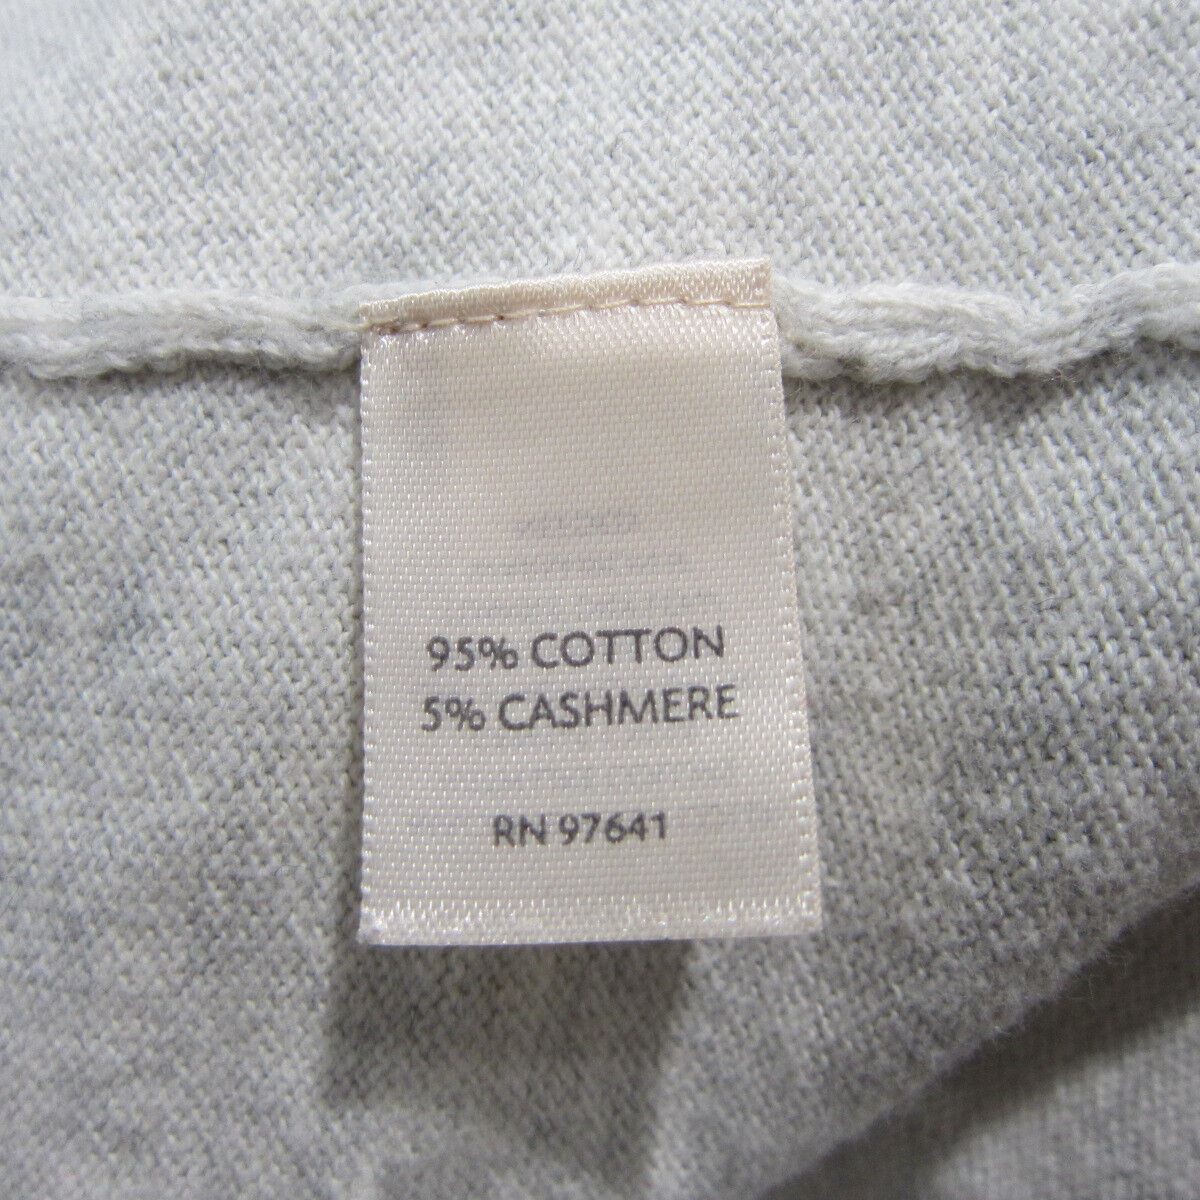 95% COTTON
5% CASHMERE
RN 97641